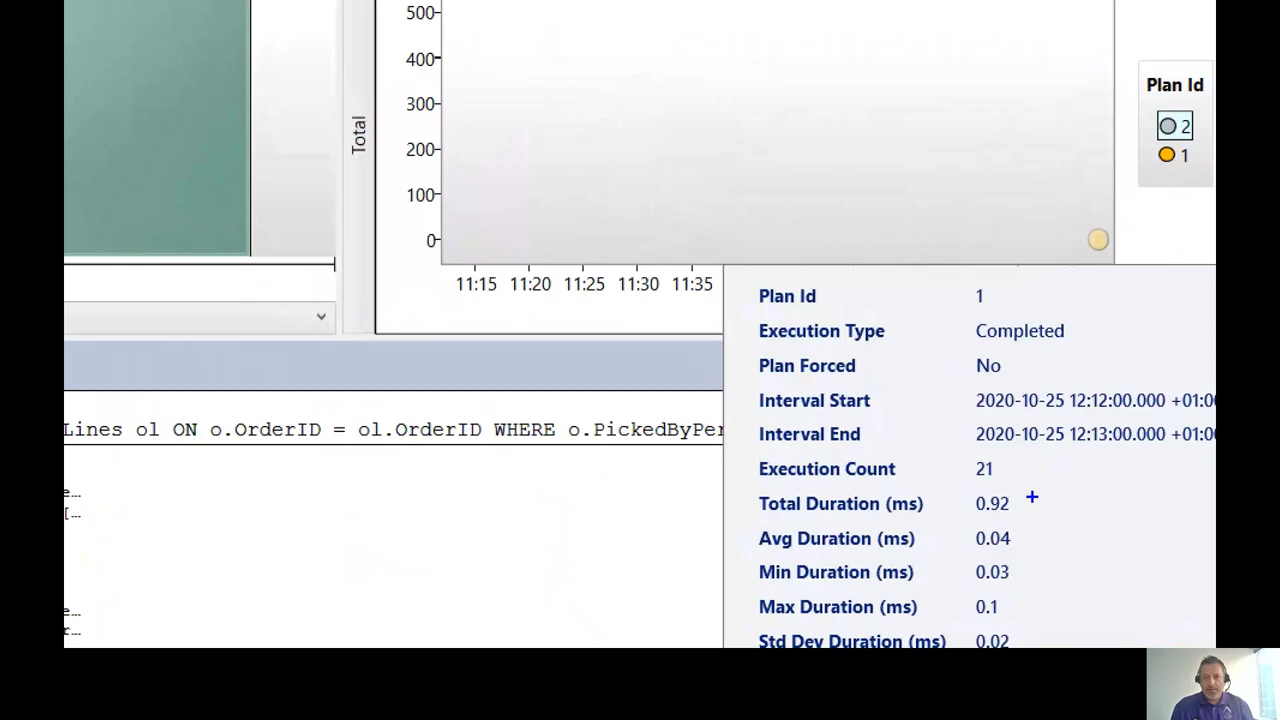 500
400
300
200
100
0
Total
11:15 11:20 11:25 11:30 11:35
Plan Id
2
1
Plan Id 1
Execution Type Completed
Plan Forced No
Interval Start 2020-10-25 12:12:00.000 +01:0
Interval End 2020-10-25 12:13:00.000 +01:0
Execution Count 21
Total Duration (ms) 0.92
Avg Duration (ms) 0.04
Min Duration (ms) 0.03
Max Duration (ms) 0.1
Std Dev Duration (ms) 0.02
Lines ol ON o.OrderID = ol.OrderID WHERE o.PickedByPer
e...
[...
e...
r...